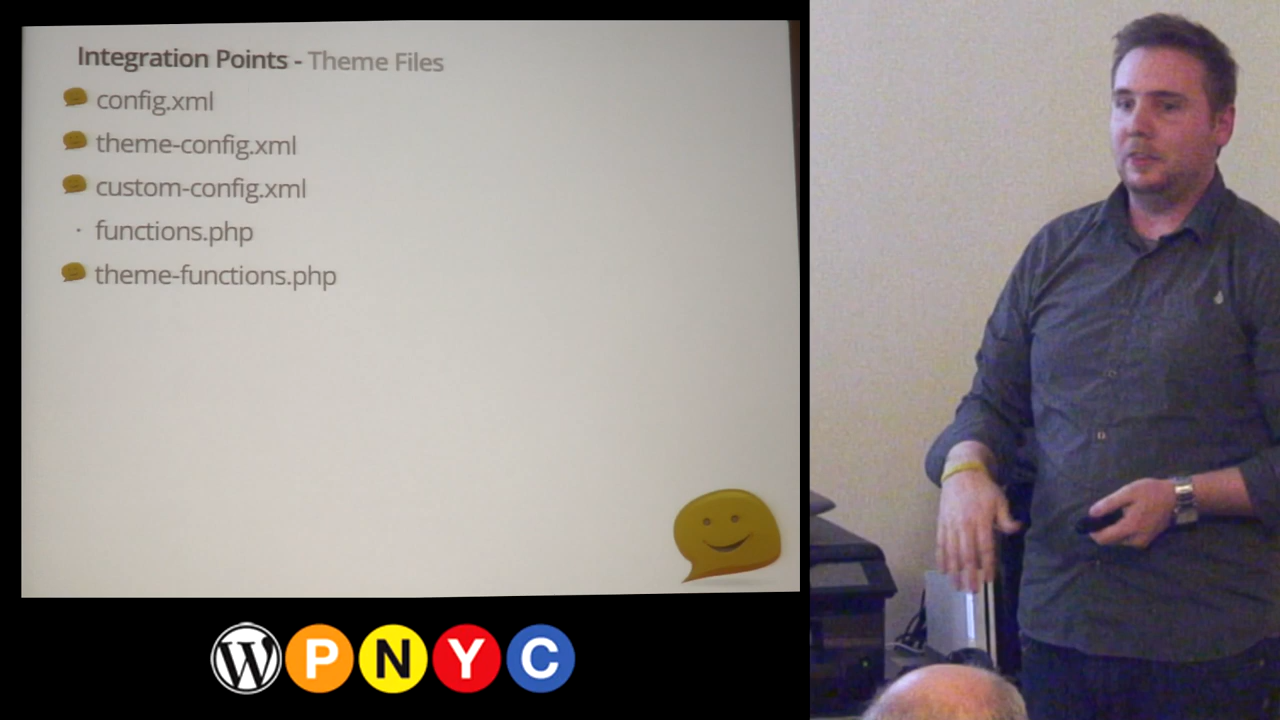 Integration Points - Theme Files
config.xml
theme-config.xml
custom-config.xml
functions.php
theme-functions.php
W P N Y C